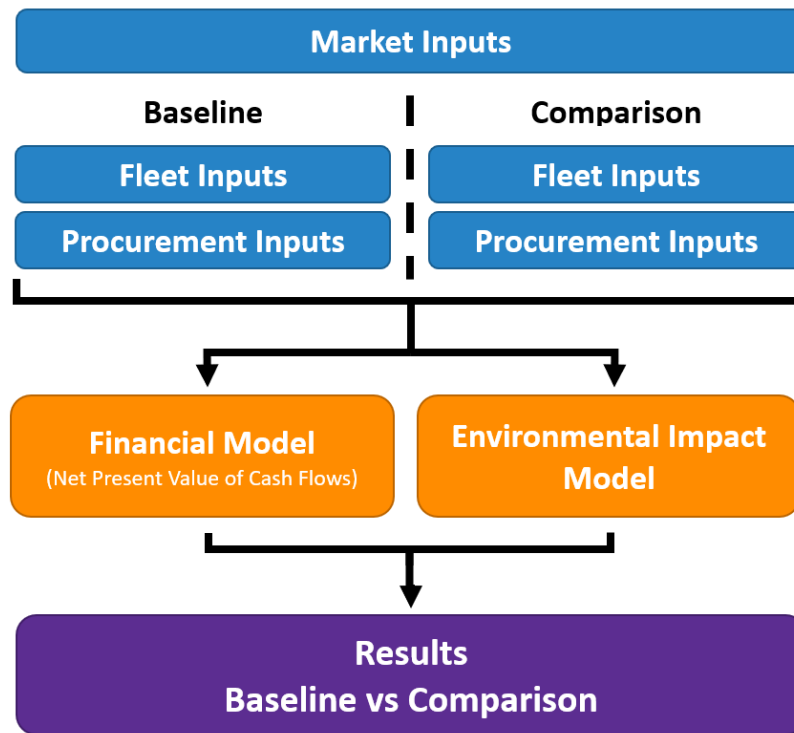 Market Inputs
Baseline
Comparison
Fleet Inputs
Fleet Inputs
Procurement Inputs
Procurement Inputs
Financial Model
(Net Present Value of Cash Flows)
Environmental Impact
Model
Results
Baseline vs Comparison